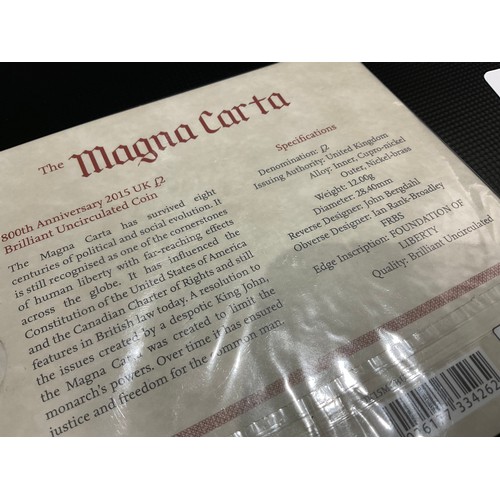 The Magna Carta
800th Anniversary 2015 UK £2
Brilliant Uncirculated Coin
The Magna Carta has survived eight
centuries of political and social evolution. It
is still recognised as one of the cornerstones
of human liberty with far-reaching effects
across the globe. It has influenced the
Constitution of the United States of America
and the Canadian Charter of Rights and still
features in British law today. A resolution to
the issues created by a despotic King John,
the Magna Carta was created to limit the
monarch's powers. Over time it has ensured
justice and freedom for the common man.
Specifications
Denomination: £2
Issuing Authority: United Kingdom
Alloy: Inner, Cupro-nickel
Outer, Nickel-brass
Weight: 12.00g
Diameter: 28.40mm
Reverse Designer: John Bergdahl
Obverse Designer: Ian Rank-Broadley
FRBS
Edge Inscription: FOUNDATION OF
LIBERTY
Quality: Brilliant Uncirculated